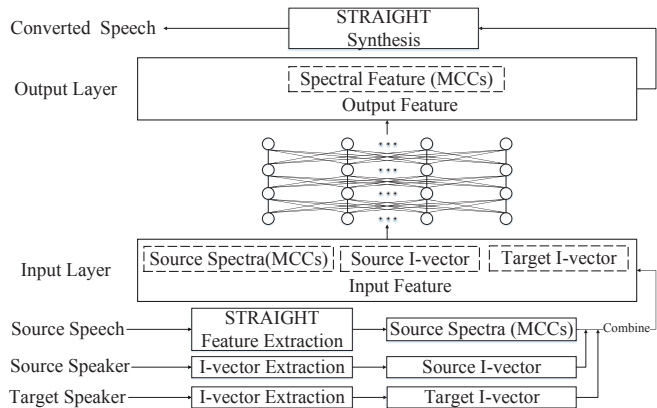 STRAIGHT
Converted Speech
Synthesis
Spectral Feature (MCCs)
Output Layer
Output Feature
Source Spectra(MCCs) Source I-vector Target I-vector
Input Layer
Input Feature
STRAIGHT
Source Speech
Feature Extraction
Source Spectra (MCCs)
Combine
Source Speaker I-vector Extraction Source I-vector
Target Speaker I-vector Extraction Target I-vector